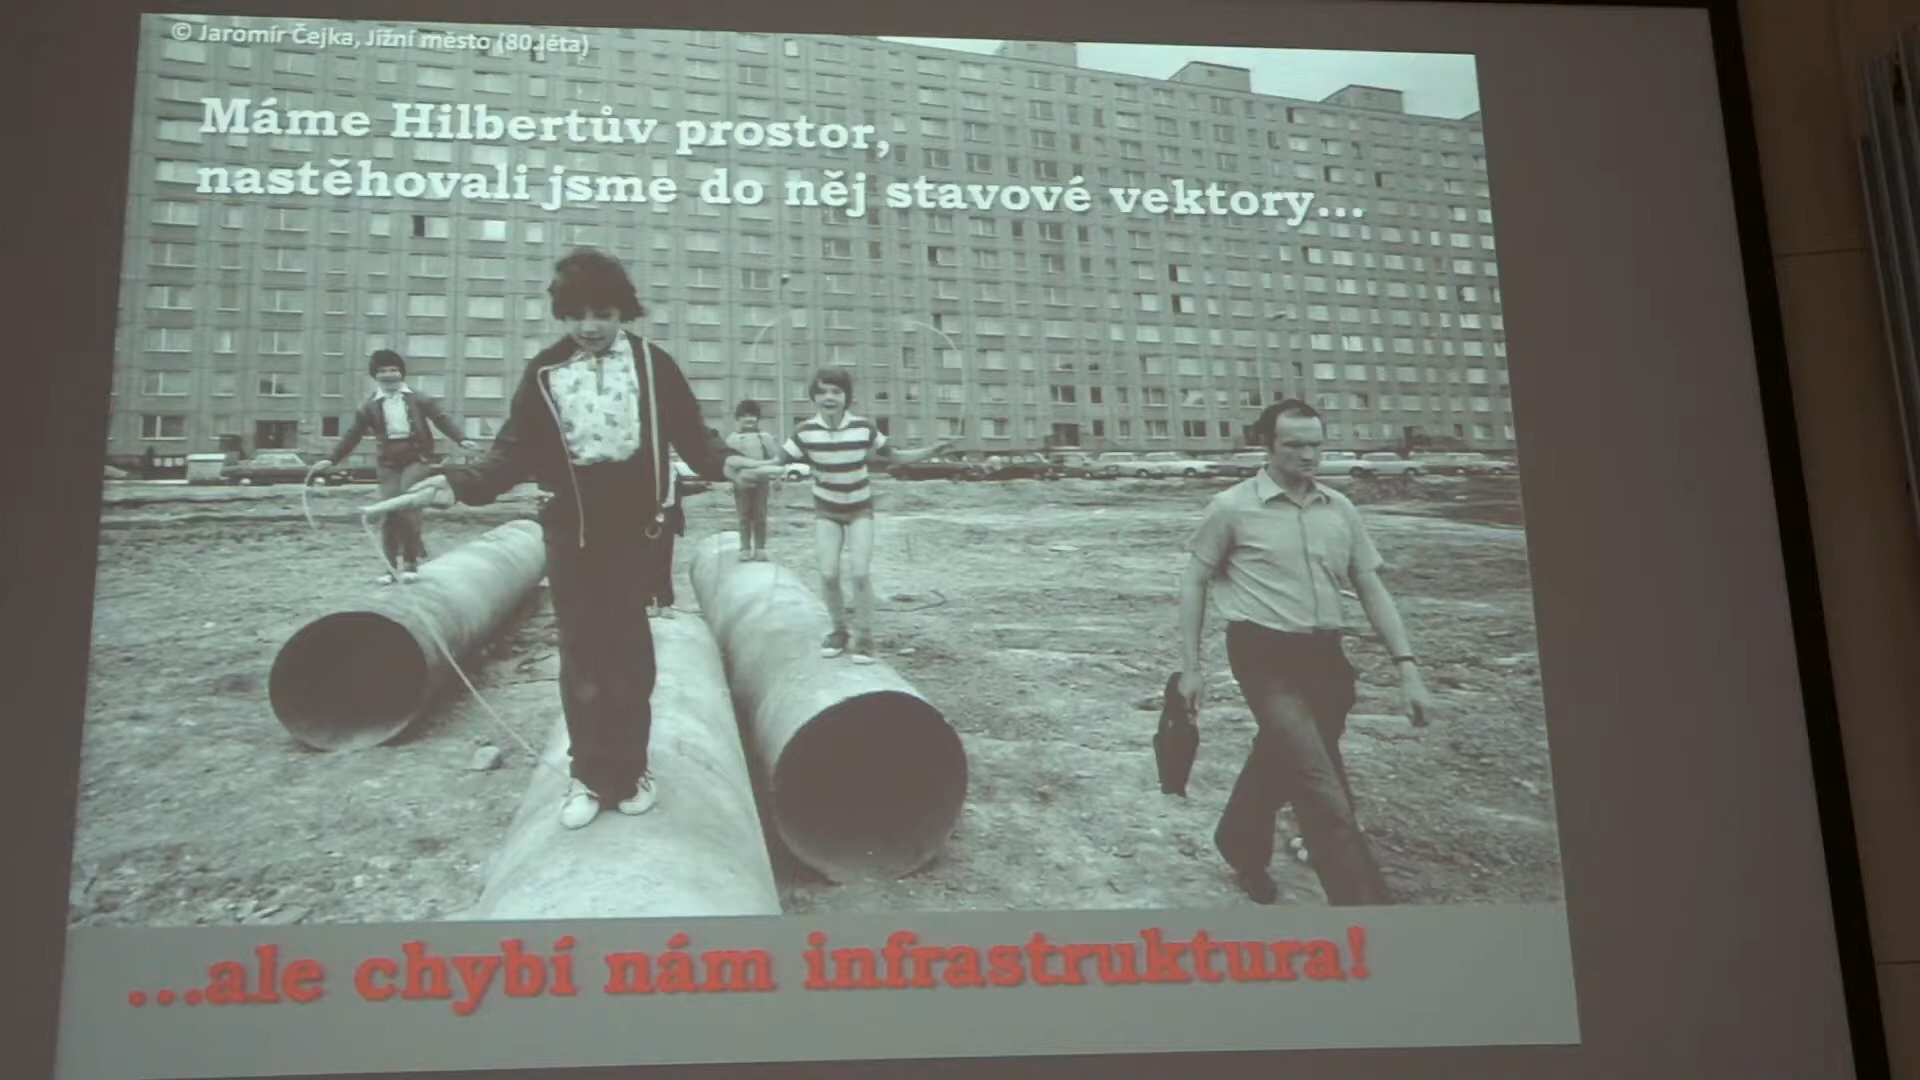 © Jaromír Čejka, Jižní město (80.léta)
Máme Hilbertův prostor,
nastěhovali jsme do něj stavové vektory...
...ale chybí nám infrastruktura!